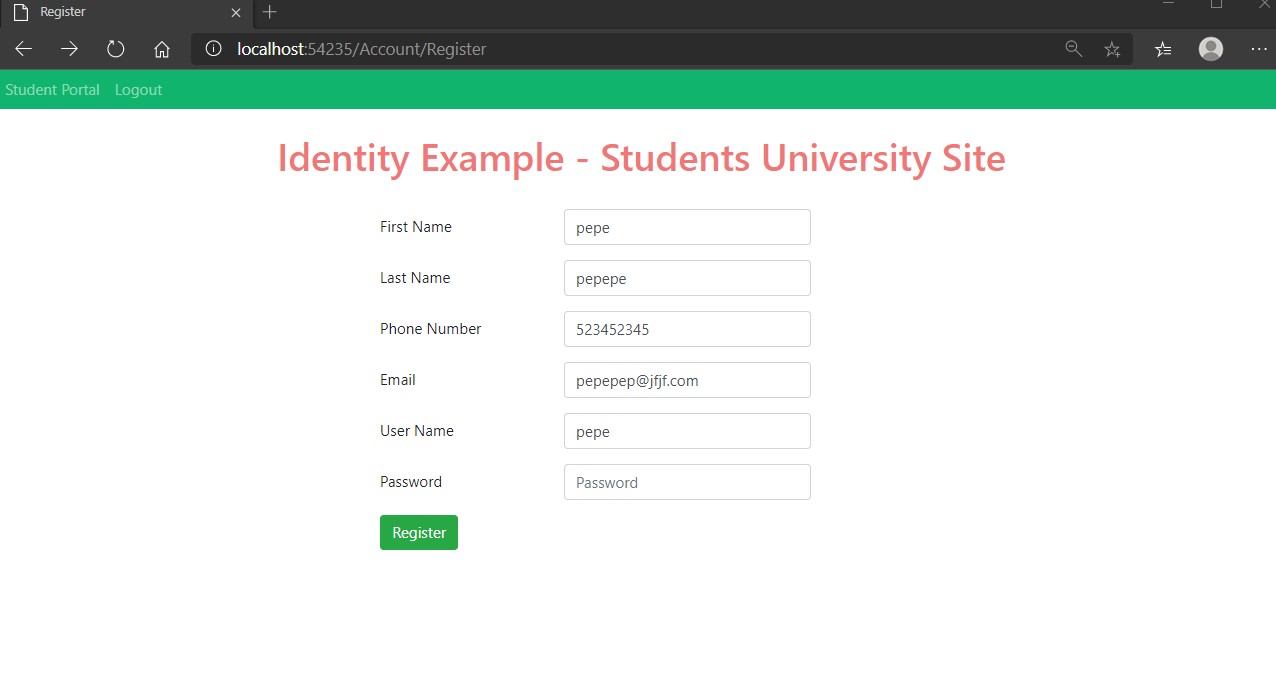 Register
localhost:54235/Account/Register
Student Portal Logout
Identity Example - Students University Site
First Name pepe
Last Name pepepe
Phone Number 523452345
Email pepepep@jfjf.com
User Name pepe
Password Password
Register